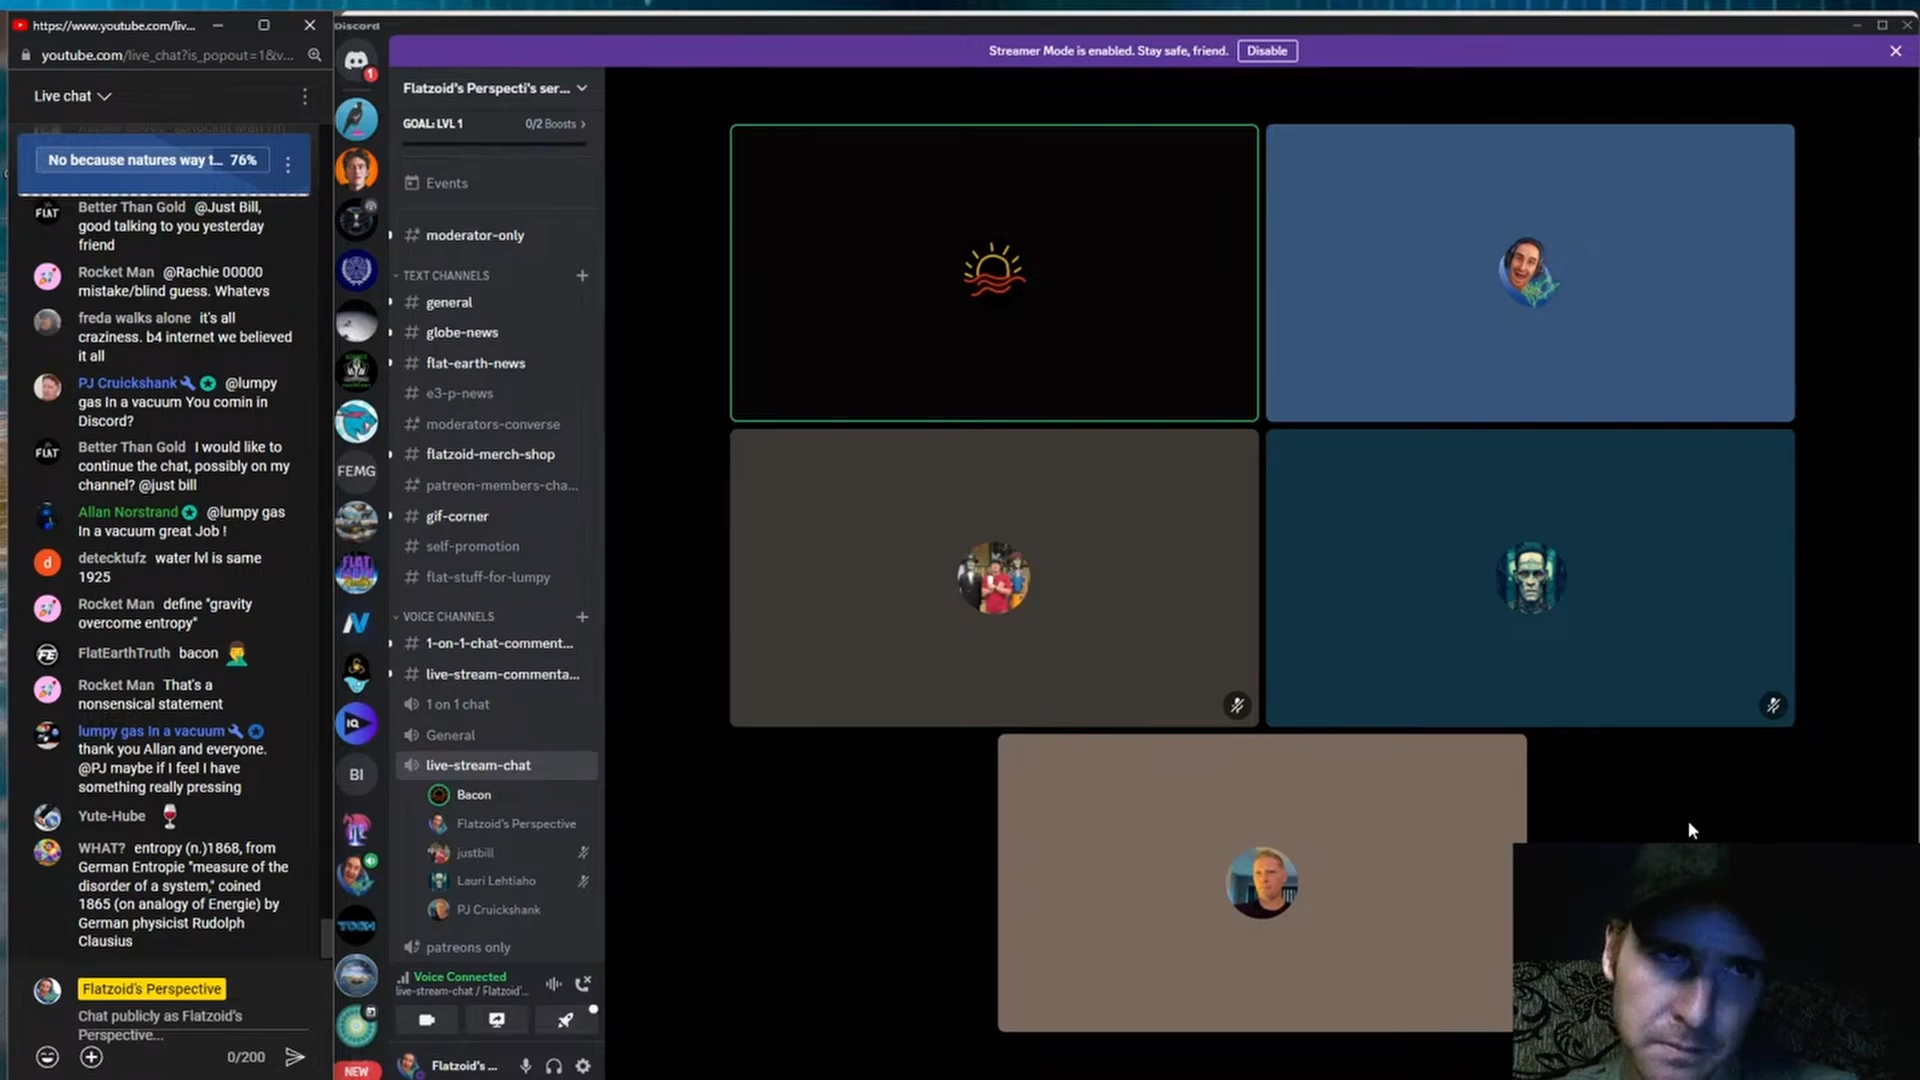 https://www.youtube.com/liv...
youtube.com/live_chat?is_popout=1&v...
Live chat
No because natures way t... 76%
Better Than Gold @Just Bill,
good talking to you yesterday
friend
Rocket Man @Rachie 00000
mistake/blind guess. Whatevs
freda walks alone it's all
craziness. b4 internet we believed
it all
PJ Cruickshank @lumpy
gas In a vacuum You comin in
Discord?
Better Than Gold I would like to
continue the chat, possibly on my
channel? @just bill
Allan Norstrand @lumpy gas
In a vacuum great Job !
detecktufz water lvl is same
1925
Rocket Man define "gravity
overcome entropy"
FlatEarthTruth bacon
Rocket Man That's a
nonsensical statement
lumpy gas In a vacuum
thank you Allan and everyone.
@PJ maybe if I feel I have
something really pressing
Yute-Hube
WHAT? entropy (n.)1868, from
German Entropie "measure of the
disorder of a system," coined
1865 (on analogy of Energie) by
German physicist Rudolph
Clausius
Flatzoid's Perspective
Chat publicly as Flatzoid's
Perspective...
0/200
Discord
Streamer Mode is enabled. Stay safe, friend. Disable
1
FEMG
BI
NEW
Flatzoid's Perspecti's ser...
GOAL: LVL 1 0/2 Boosts >
Events
moderator-only
TEXT CHANNELS
general
globe-news
flat-earth-news
e3-p-news
moderators-converse
flatzoid-merch-shop
patreon-members-cha...
gif-corner
self-promotion
flat-stuff-for-lumpy
VOICE CHANNELS
1-on-1-chat-comment...
live-stream-commenta...
1 on 1 chat
General
live-stream-chat
Bacon
Flatzoid's Perspective
justbill
Lauri Lehtiaho
PJ Cruickshank
patreons only
Voice Connected
live-stream-chat / Flatzoid'...
Flatzoid's ...